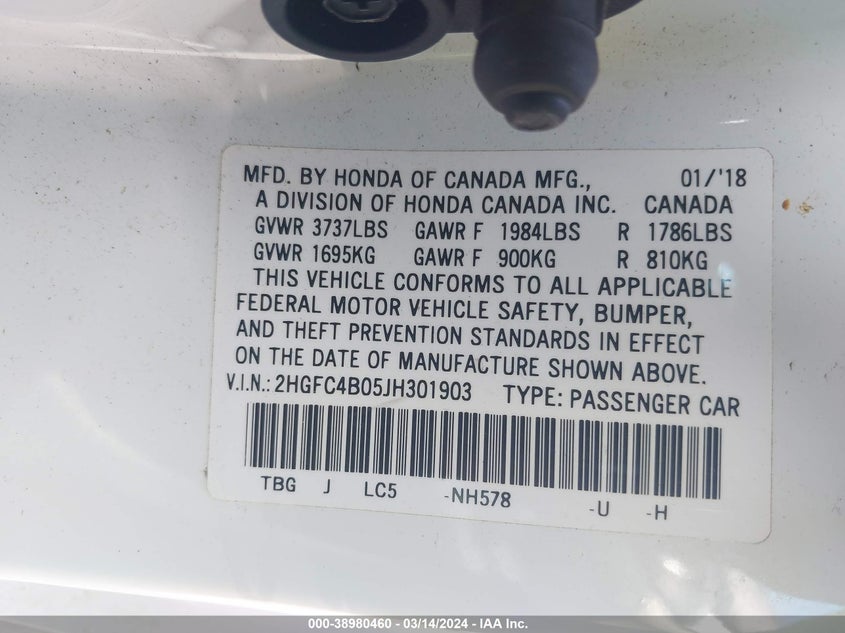 MFD. BY HONDA OF CANADA MFG., 01/'18
A DIVISION OF HONDA CANADA INC. CANADA
GVWR 3737LBS GAWR F 1984LBS R 1786LBS
GVWR 1695KG GAWR F 900KG R 810KG
THIS VEHICLE CONFORMS TO ALL APPLICABLE
FEDERAL MOTOR VEHICLE SAFETY, BUMPER,
AND THEFT PREVENTION STANDARDS IN EFFECT
ON THE DATE OF MANUFACTURE SHOWN ABOVE.
V.I.N.: 2HGFC4B05JH301903 TYPE: PASSENGER CAR
TBG J LC5 -NH578 -U -H
000-38980460 - 03/14/2024 - IAA Inc.